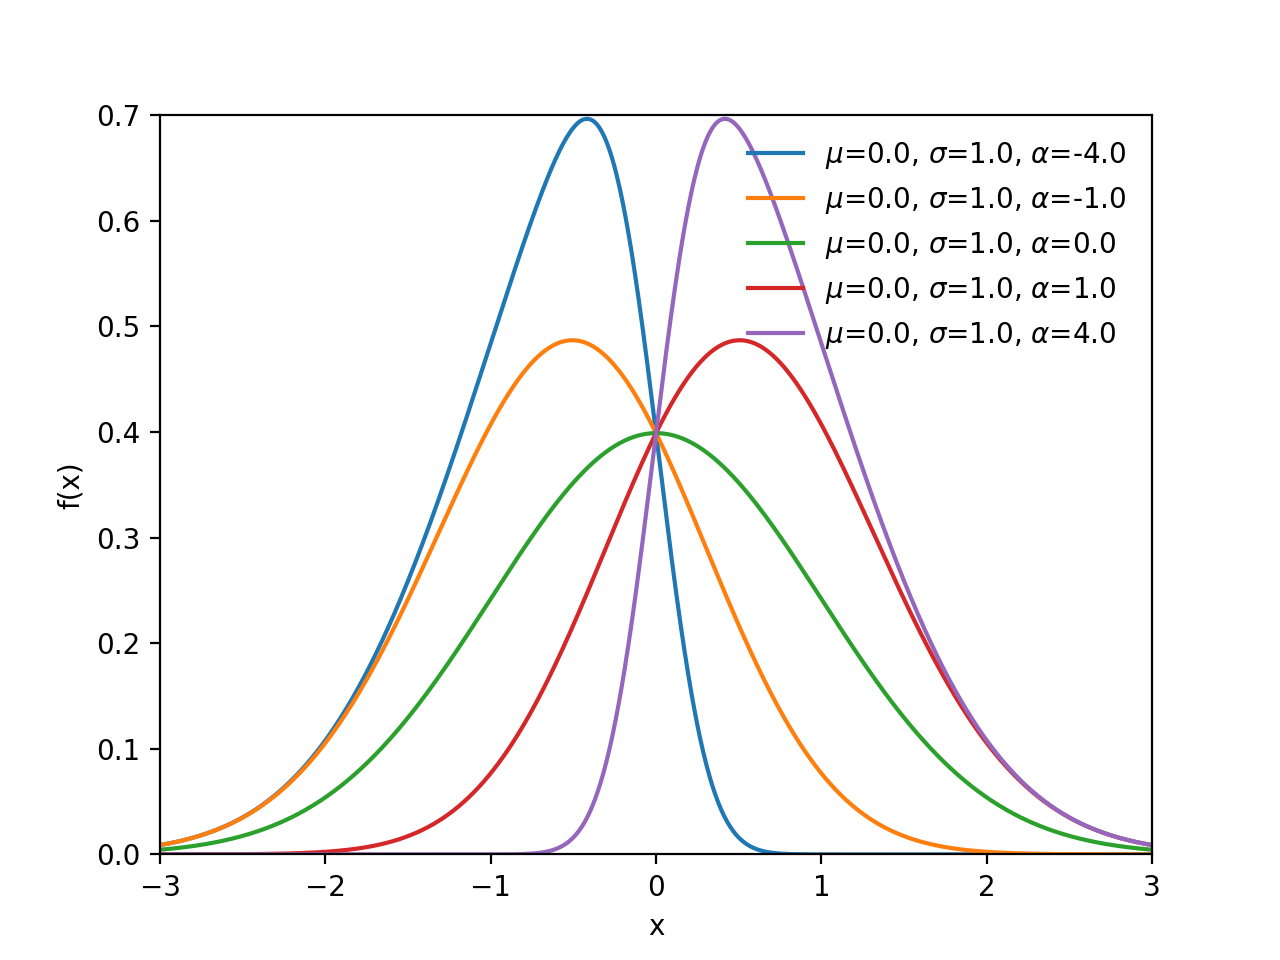 0.7
0.6
0.5
0.4
0.3
0.2
0.1
0.0
f(x)
μ=0.0, σ=1.0, α=-4.0
μ=0.0, σ=1.0, α=-1.0
μ=0.0, σ=1.0, α=0.0
μ=0.0, σ=1.0, α=1.0
μ=0.0, σ=1.0, α=4.0
−3 −2 −1 0 1 2 3
x